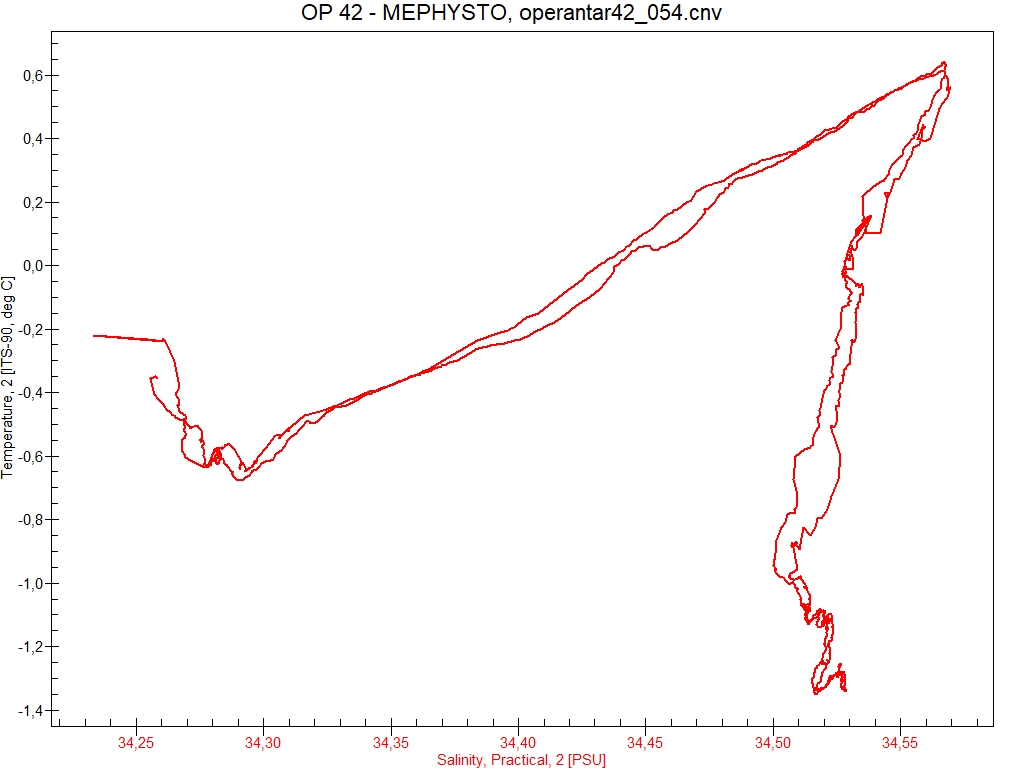 OP 42 - MEPHYSTO, operantar42_054.cnv
0,6
0,4
0,2
0,0
-0,2
-0,4
-0,6
-0,8
-1,0
-1,2
-1,4
Temperature, 2 [ITS-90, deg C]
34,25 34,30 34,35 34,40 34,45 34,50 34,55
Salinity, Practical, 2 [PSU]